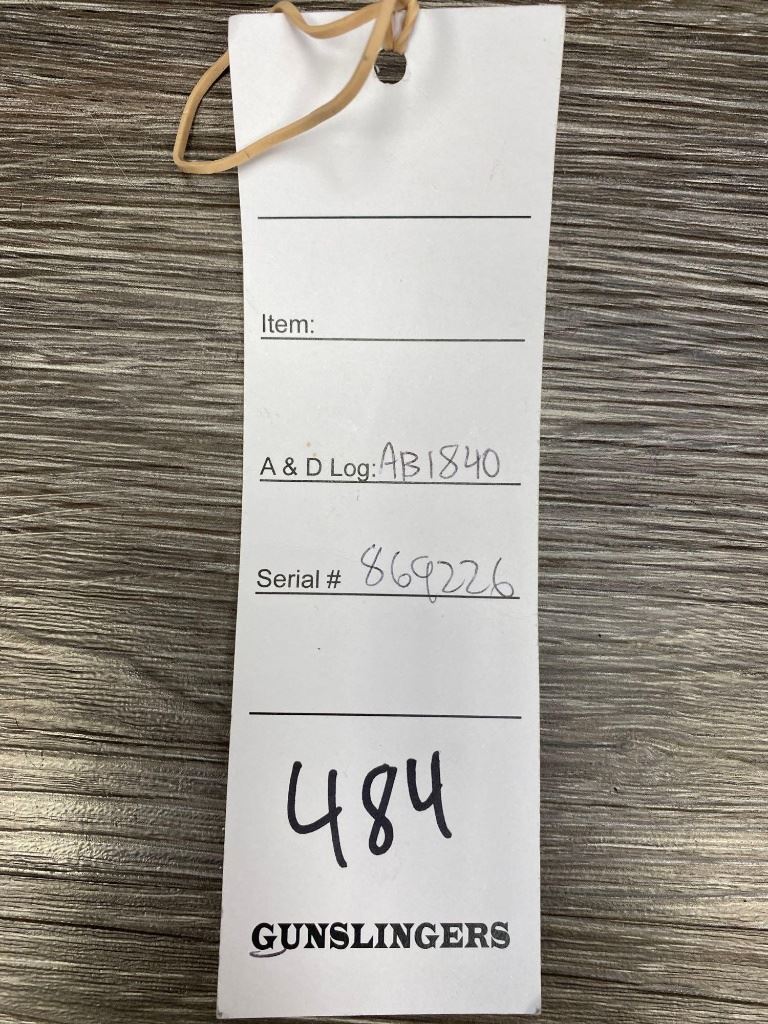 Item:
A & D Log: AB1840
Serial # 869226
484
GUNSLINGERS